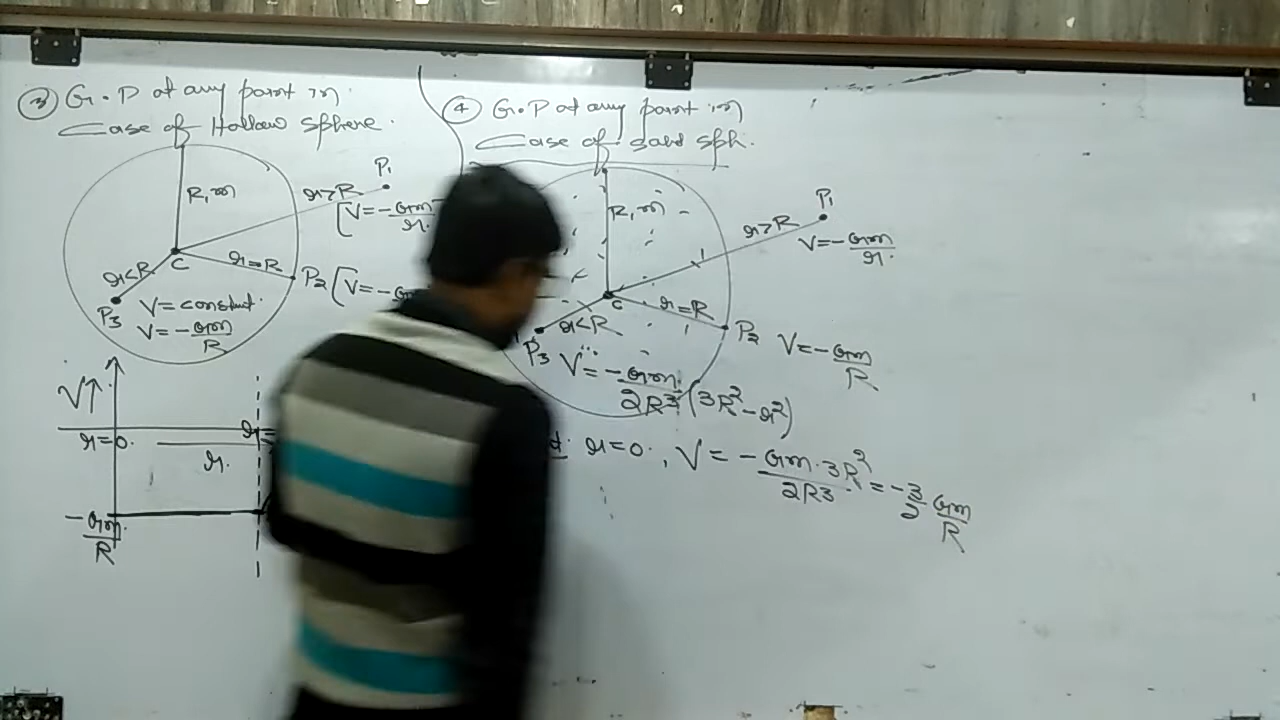 ③ G.P at any point in
Case of Hollow Sphere.
R, m
P₁
r>R
[V=-Gm/r
C
r=R
P₂ [V=-G
r<R
P₃
V=constant.
V=-Gm/R
V↑
r=0.
r=
r.
-Gm/R
④ G.P at any point in
Case of solid sph.
R, m
P₁
r>R
V=-Gm/r.
C
r=R
P₂ V=-Gm/R
r<R
P₃ V=-Gm/2R³ (3R²-r²)
r=0., V=-Gm.3R²/2R³.=-3/2 Gm/R